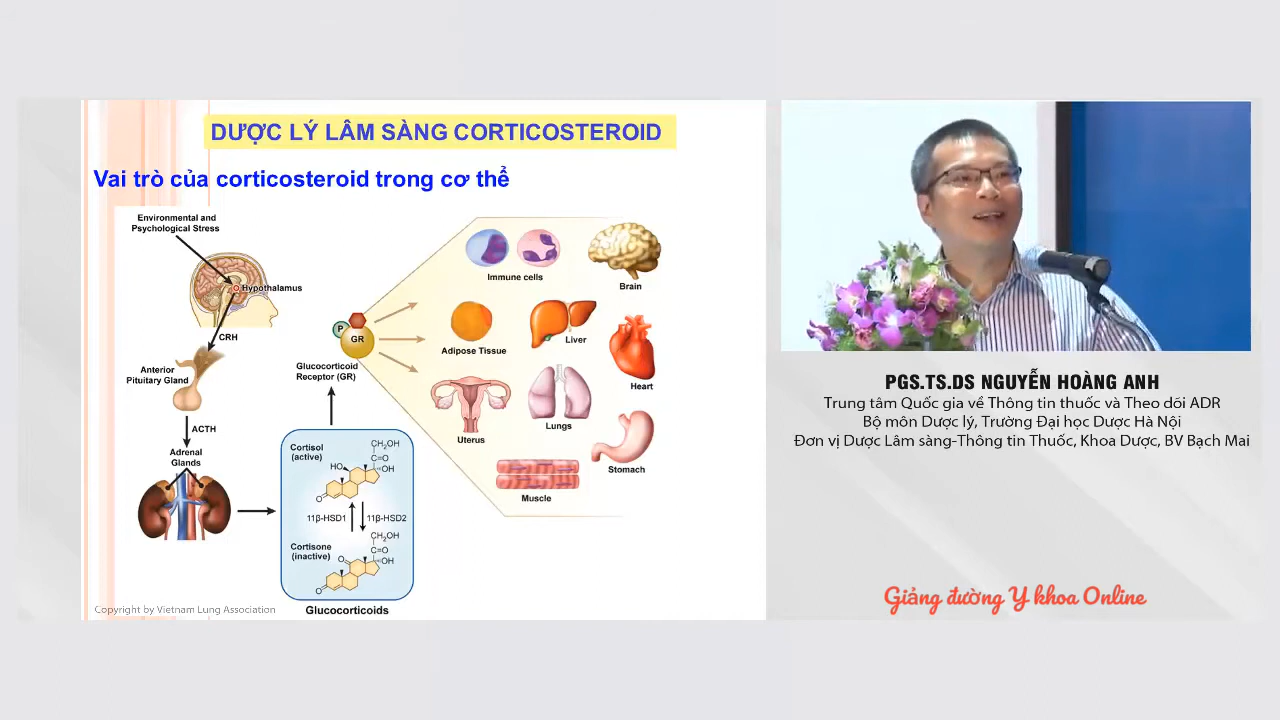 DƯỢC LÝ LÂM SÀNG CORTICOSTEROID
Vai trò của corticosteroid trong cơ thể
Environmental and
Psychological Stress
Hypothalamus
CRH
Anterior
Pituitary Gland
ACTH
Adrenal
Glands
P
GR
Glucocorticoid
Receptor (GR)
Cortisol
(active)
CH₂OH
C=O
HO
OH
O
11β-HSD1
11β-HSD2
Cortisone
(inactive)
CH₂OH
C=O
O
OH
O
Glucocorticoids
Immune cells
Brain
Adipose Tissue
Liver
Heart
Uterus
Lungs
Stomach
Muscle
Copyright by Vietnam Lung Association
PGS.TS.DS NGUYỄN HOÀNG ANH
Trung tâm Quốc gia về Thông tin thuốc và Theo dõi ADR
Bộ môn Dược lý, Trường Đại học Dược Hà Nội
Đơn vị Dược Lâm sàng-Thông tin Thuốc, Khoa Dược, BV Bạch Mai
Giảng đường Y khoa Online